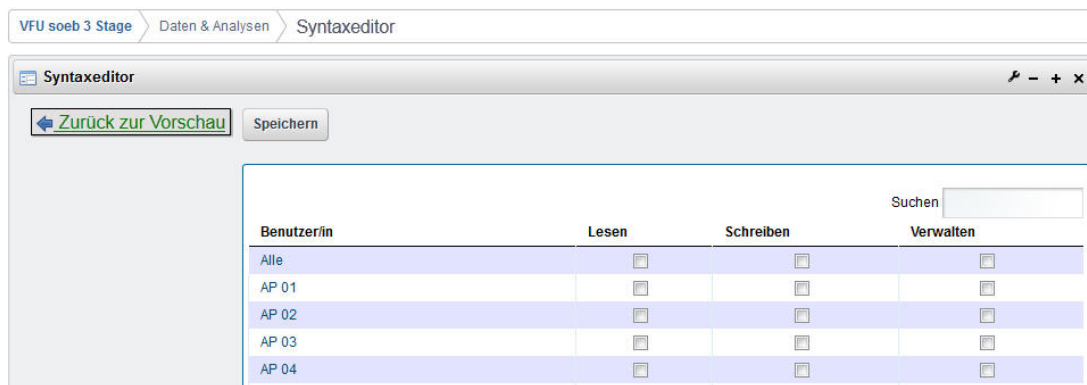 VFU soeb 3 Stage Daten & Analysen Syntaxeditor
Syntaxeditor
Zurück zur Vorschau Speichern
Suchen
Benutzer/in Lesen Schreiben Verwalten
Alle
AP 01
AP 02
AP 03
AP 04